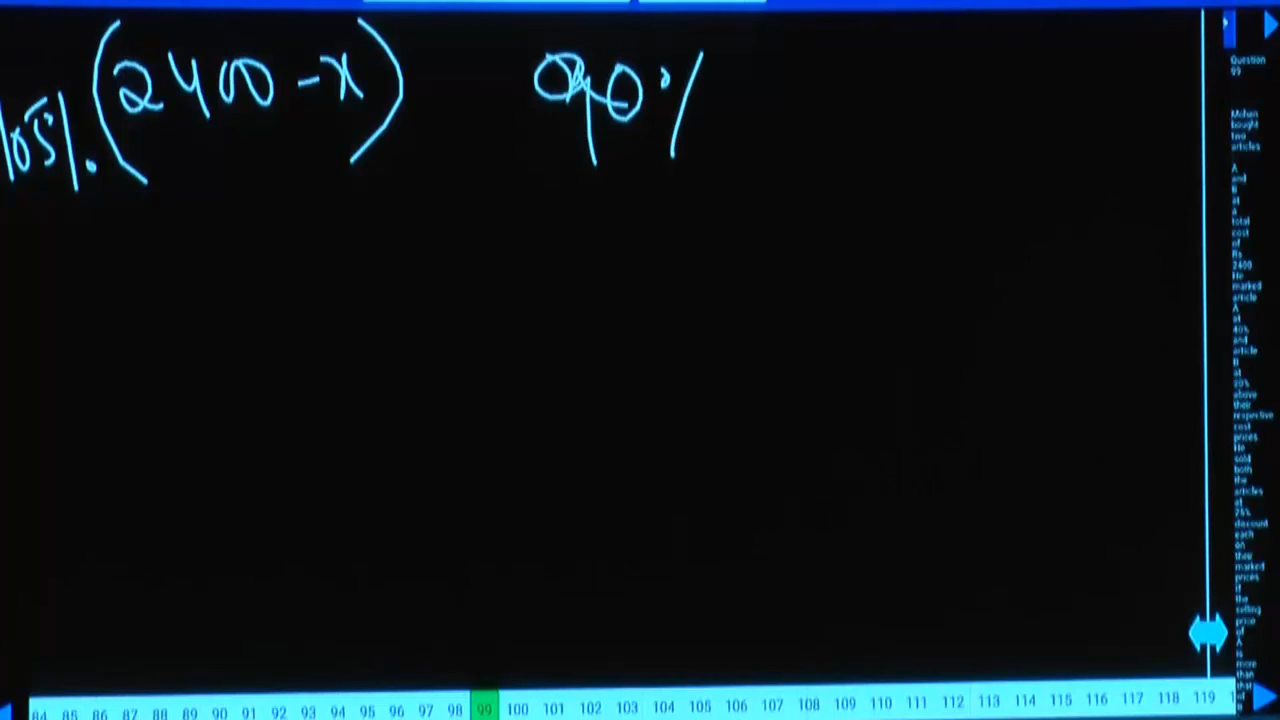 105%.(2400-x) 90%
Question
99
Mohan
bought
two
articles
A
and
B
at
a
total
cost
of
Rs
2400
He
marked
article
A
at
40%
and
article
B
at
20%
above
their
respective
cost
prices
He
sold
both
the
articles
at
25%
discount
each
on
their
marked
prices
If
the
selling
price
of
A
is
more
than
that
of
B
84 85 86 87 88 89 90 91 92 93 94 95 96 97 98 99 100 101 102 103 104 105 106 107 108 109 110 111 112 113 114 115 116 117 118 119